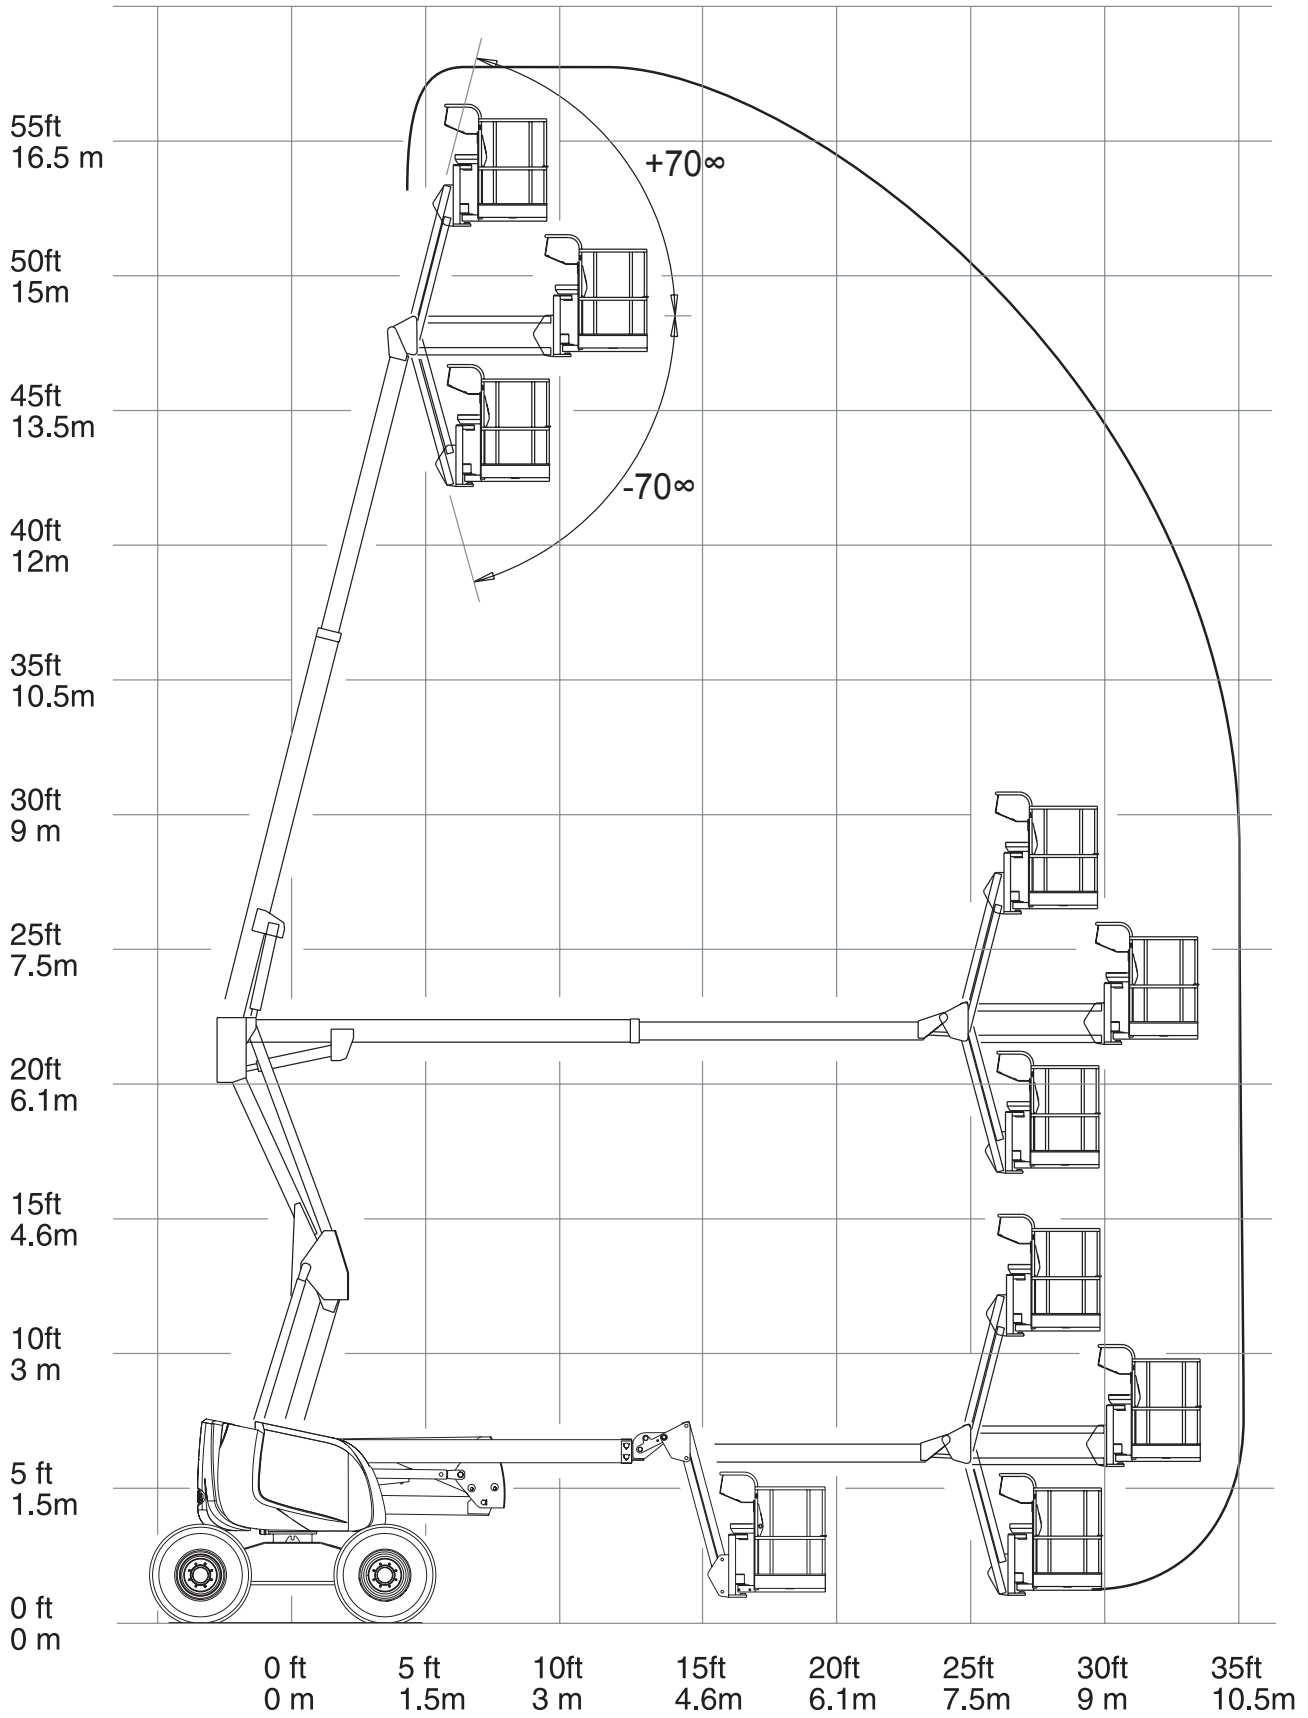 55ft
16.5 m
+70∞
50ft
15m
45ft
13.5m
-70∞
40ft
12m
35ft
10.5m
30ft
9 m
25ft
7.5m
20ft
6.1m
15ft
4.6m
10ft
3 m
5 ft
1.5m
0 ft
0 m
0 ft 5 ft 10ft 15ft 20ft 25ft 30ft 35ft
0 m 1.5m 3 m 4.6m 6.1m 7.5m 9 m 10.5m